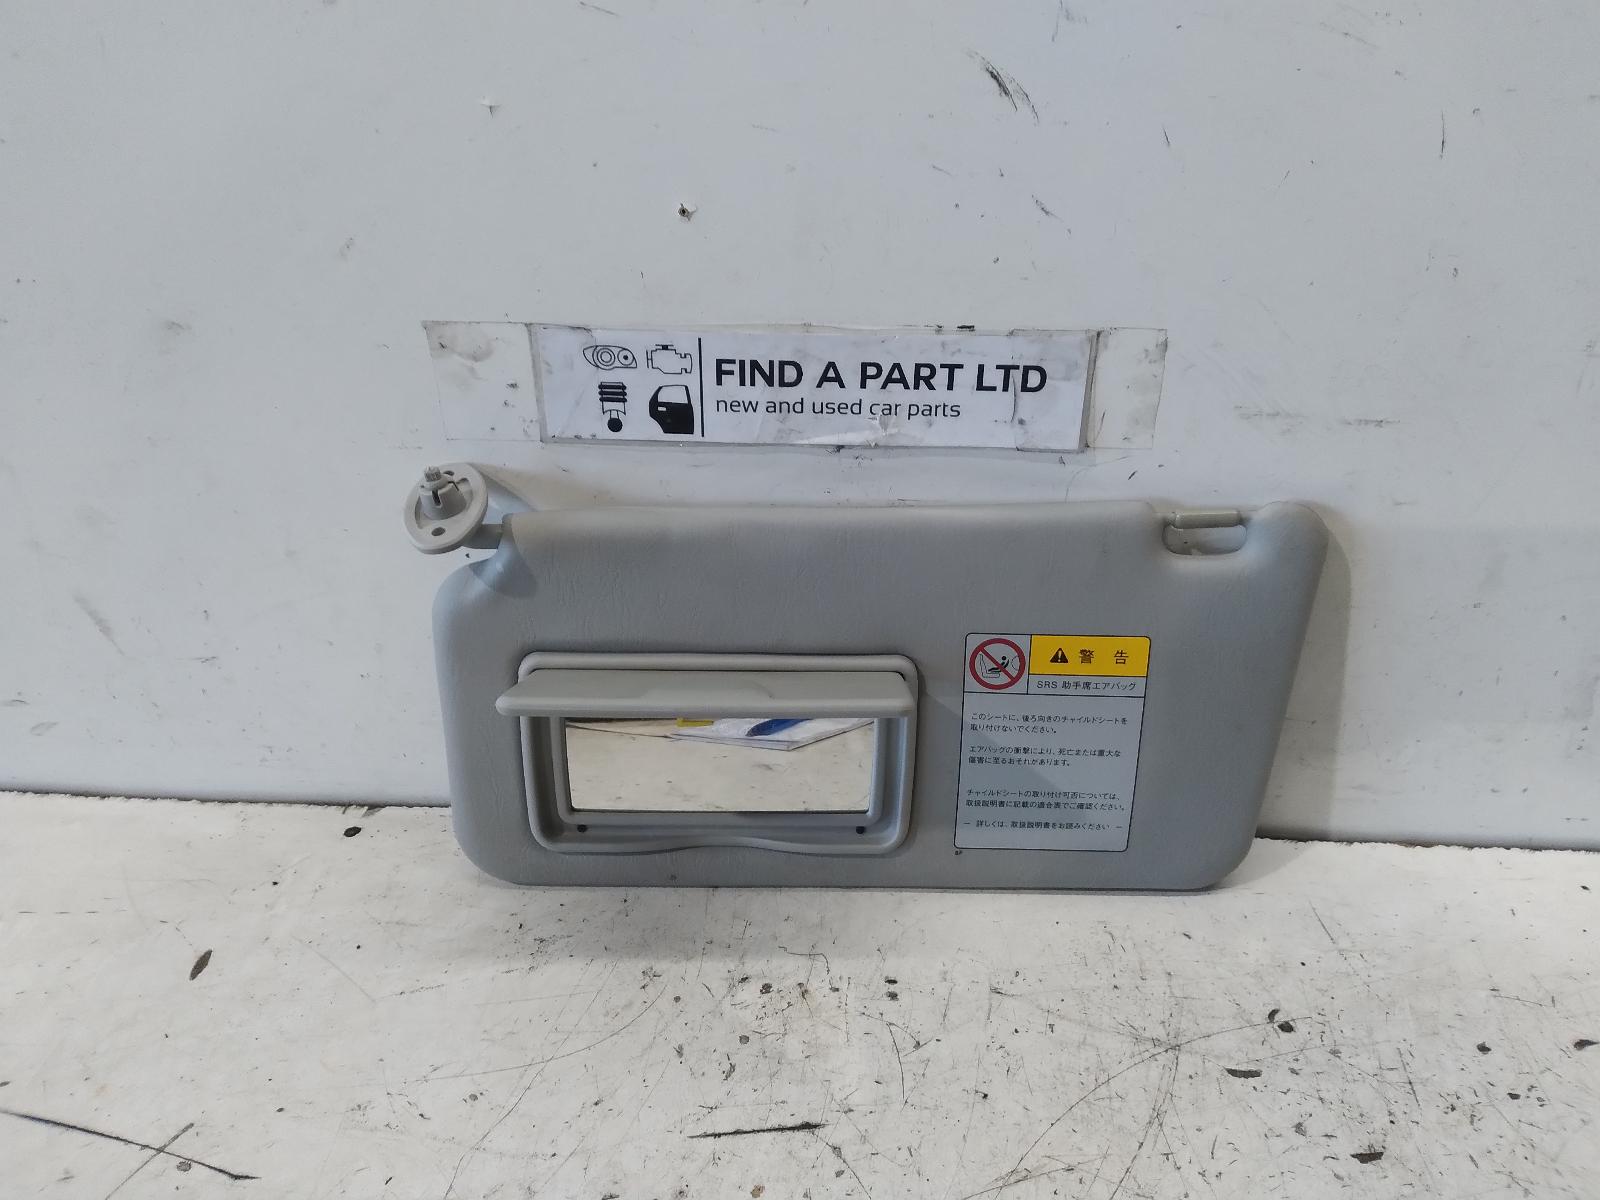 FIND A PART LTD
new and used car parts
警 告
SRS 助手席エアバッグ
このシートに、後ろ向きのチャイルドシートを
取り付けないでください。
エアバッグの衝撃により、死亡または重大な
傷害に至るおそれがあります。
チャイルドシートの取り付け可否については、
取扱説明書に記載の適合表でご確認ください。
ー 詳しくは、取扱説明書をお読みください ー